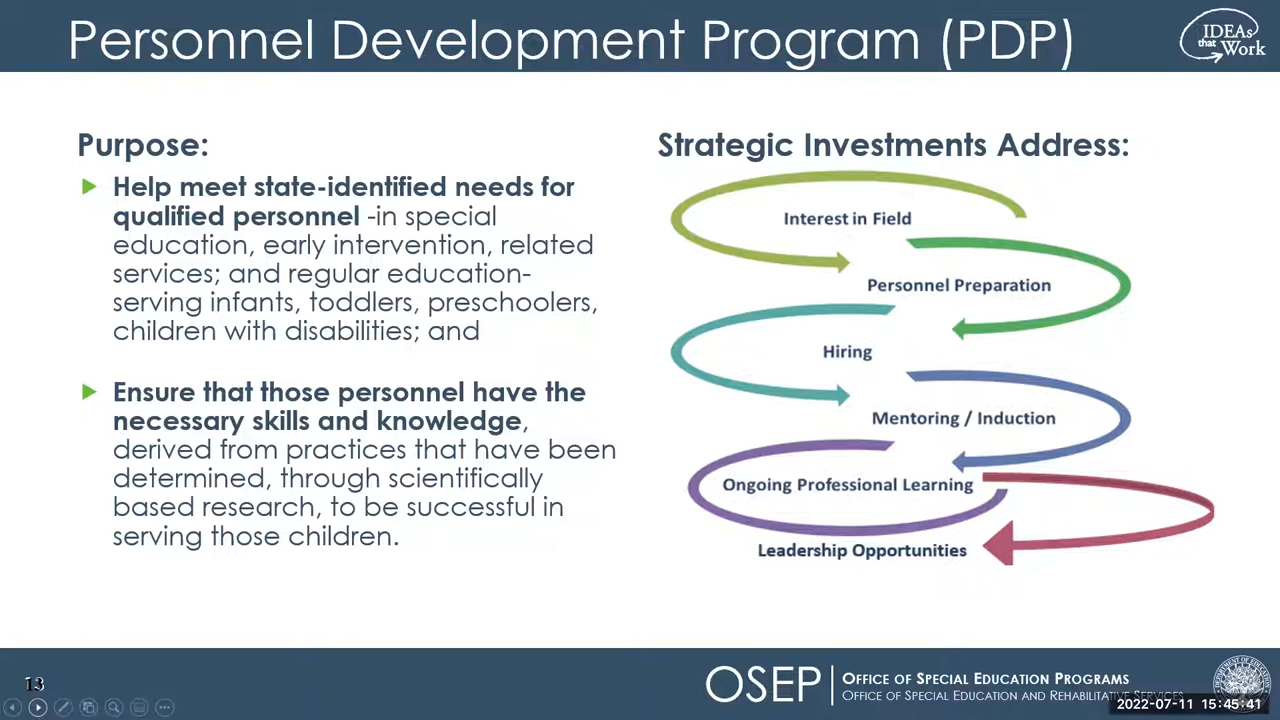 Personnel Development Program (PDP)
IDEAs
that Work
Purpose:
Help meet state-identified needs for
qualified personnel -in special
education, early intervention, related
services; and regular education-
serving infants, toddlers, preschoolers,
children with disabilities; and
Ensure that those personnel have the
necessary skills and knowledge,
derived from practices that have been
determined, through scientifically
based research, to be successful in
serving those children.
Strategic Investments Address:
Interest in Field
Personnel Preparation
Hiring
Mentoring / Induction
Ongoing Professional Learning
Leadership Opportunities
13
OSEP
OFFICE OF SPECIAL EDUCATION PROGRAMS
OFFICE OF SPECIAL EDUCATION AND REHABILITATIVE SERVICES
2022-07-11 15:45:41